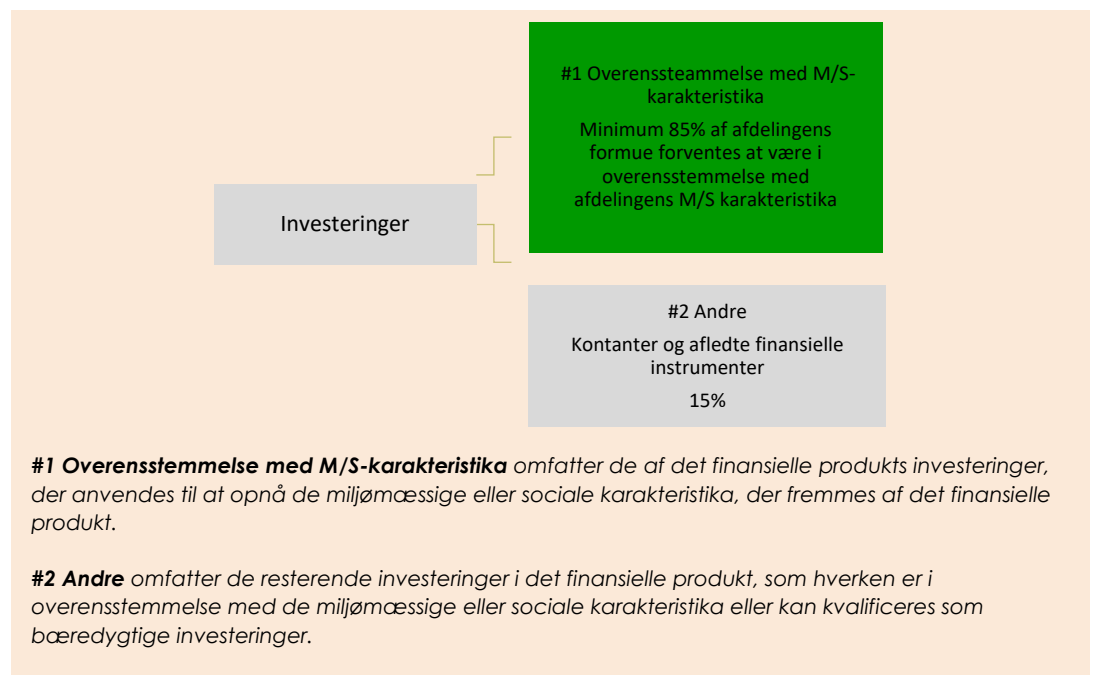 #1 Overenssteammelse med M/S-
karakteristika
Minimum 85% af afdelingens
formue forventes at være i
overensstemmelse med
afdelingens M/S karakteristika
Investeringer
#2 Andre
Kontanter og afledte finansielle
instrumenter
15%
#1 Overensstemmelse med M/S-karakteristika omfatter de af det finansielle produkts investeringer,
der anvendes til at opnå de miljømæssige eller sociale karakteristika, der fremmes af det finansielle
produkt.
#2 Andre omfatter de resterende investeringer i det finansielle produkt, som hverken er i
overensstemmelse med de miljømæssige eller sociale karakteristika eller kan kvalificeres som
bæredygtige investeringer.